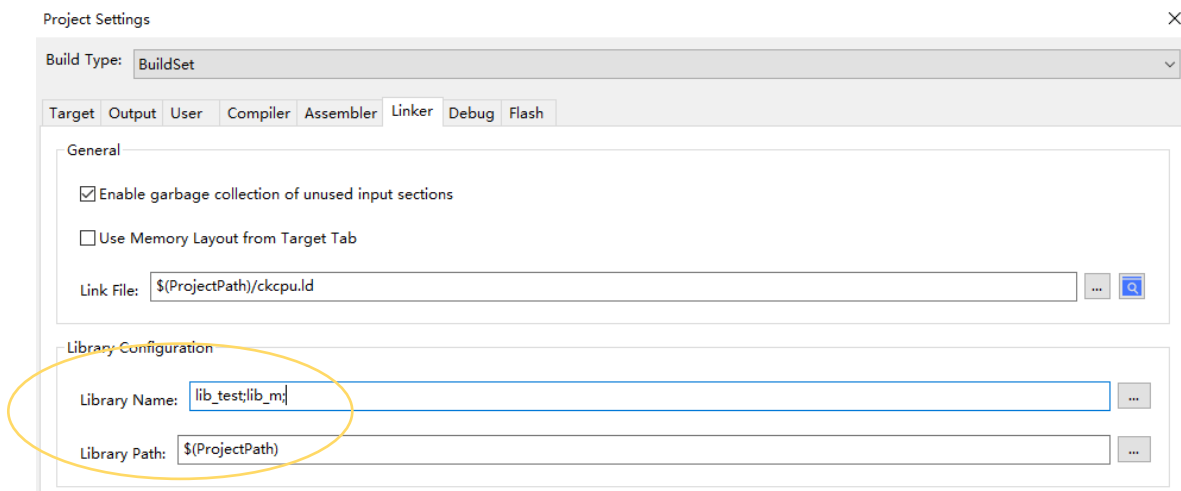 Project Settings
Build Type: BuildSet
Target Output User Compiler Assembler Linker Debug Flash
General
Enable garbage collection of unused input sections
Use Memory Layout from Target Tab
Link File: $(ProjectPath)/ckcpu.ld ...
Library Configuration
Library Name: lib_test;lib_m; ...
Library Path: $(ProjectPath) ...